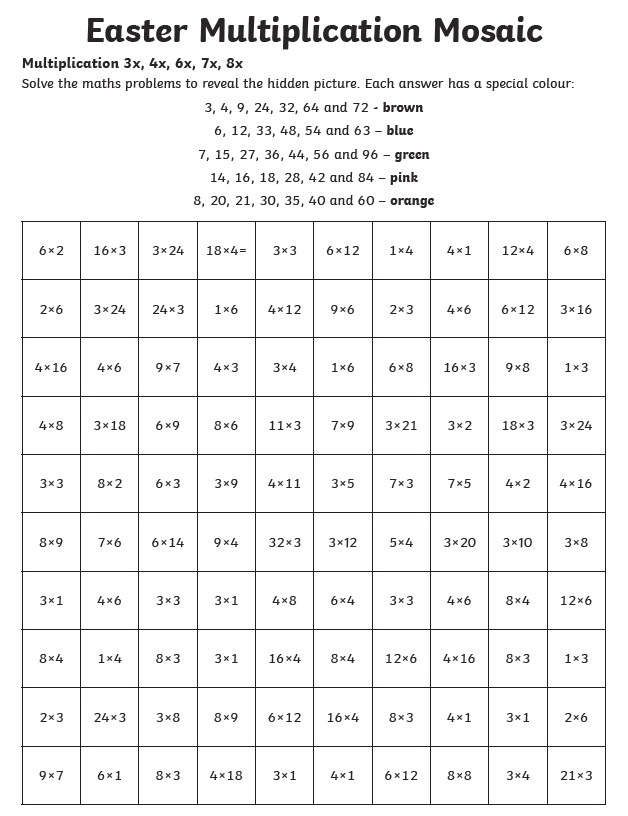 Easter Multiplication Mosaic
Multiplication 3x, 4x, 6x, 7x, 8x
Solve the maths problems to reveal the hidden picture. Each answer has a special colour:
3, 4, 9, 24, 32, 64 and 72 - brown
6, 12, 33, 48, 54 and 63 – blue
7, 15, 27, 36, 44, 56 and 96 – green
14, 16, 18, 28, 42 and 84 – pink
8, 20, 21, 30, 35, 40 and 60 – orange
6×2 16×3 3×24 18×4= 3×3 6×12 1×4 4×1 12×4 6×8
2×6 3×24 24×3 1×6 4×12 9×6 2×3 4×6 6×12 3×16
4×16 4×6 9×7 4×3 3×4 1×6 6×8 16×3 9×8 1×3
4×8 3×18 6×9 8×6 11×3 7×9 3×21 3×2 18×3 3×24
3×3 8×2 6×3 3×9 4×11 3×5 7×3 7×5 4×2 4×16
8×9 7×6 6×14 9×4 32×3 3×12 5×4 3×20 3×10 3×8
3×1 4×6 3×3 3×1 4×8 6×4 3×3 4×6 8×4 12×6
8×4 1×4 8×3 3×1 16×4 8×4 12×6 4×16 8×3 1×3
2×3 24×3 3×8 8×9 6×12 16×4 8×3 4×1 3×1 2×6
9×7 6×1 8×3 4×18 3×1 4×1 6×12 8×8 3×4 21×3